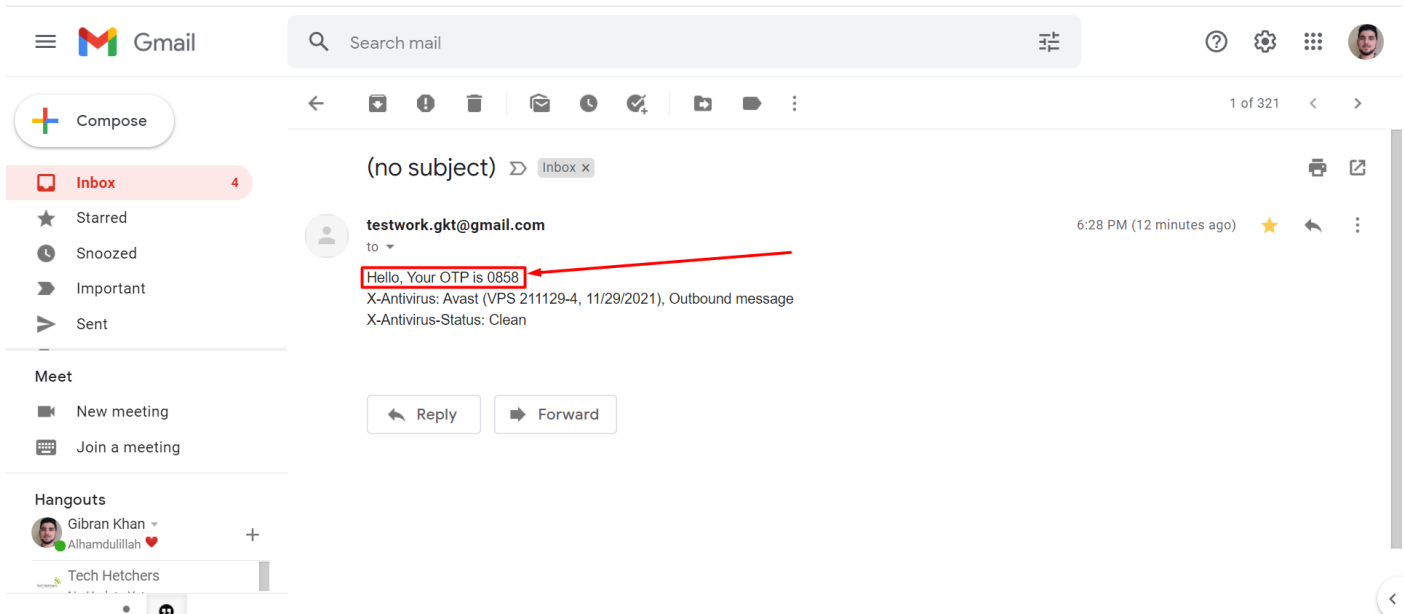 Gmail
Search mail
Compose
1 of 321
(no subject)
Inbox x
Inbox 4
Starred
Snoozed
Important
Sent
testwork.gkt@gmail.com
6:28 PM (12 minutes ago)
to
Hello, Your OTP is 0858
X-Antivirus: Avast (VPS 211129-4, 11/29/2021), Outbound message
X-Antivirus-Status: Clean
Reply
Forward
Meet
New meeting
Join a meeting
Hangouts
Gibran Khan
Alhamdulillah ❤
Tech Hetchers